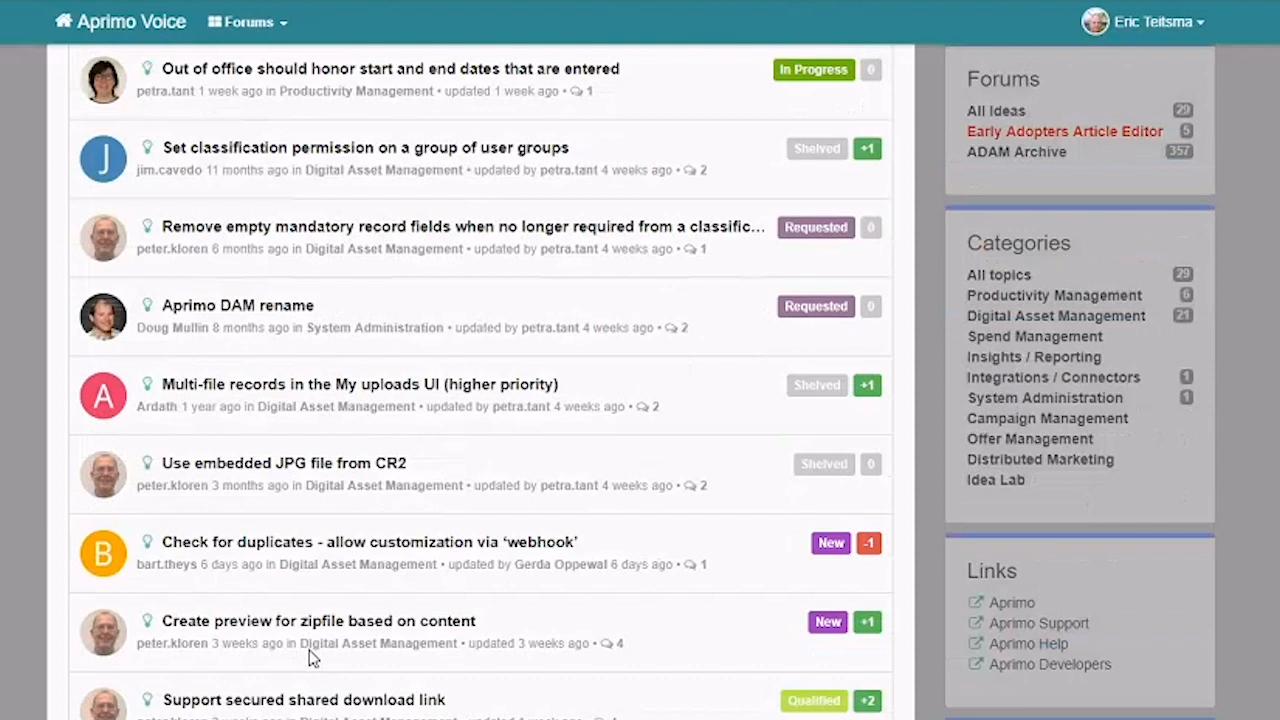 Aprimo Voice
Forums
Eric Teitsma
Out of office should honor start and end dates that are entered
In Progress
0
petra.tant 1 week ago in Productivity Management • updated 1 week ago • 1
J
Set classification permission on a group of user groups
Shelved
+1
jim.cavedo 11 months ago in Digital Asset Management • updated by petra.tant 4 weeks ago • 2
Remove empty mandatory record fields when no longer required from a classific...
Requested
0
peter.kloren 6 months ago in Digital Asset Management • updated by petra.tant 4 weeks ago • 1
Aprimo DAM rename
Requested
0
Doug Mullin 8 months ago in System Administration • updated by petra.tant 4 weeks ago • 2
A
Multi-file records in the My uploads UI (higher priority)
Shelved
+1
Ardath 1 year ago in Digital Asset Management • updated by petra.tant 4 weeks ago • 2
Use embedded JPG file from CR2
Shelved
0
peter.kloren 3 months ago in Digital Asset Management • updated by petra.tant 4 weeks ago • 2
B
Check for duplicates - allow customization via ‘webhook’
New
-1
bart.theys 6 days ago in Digital Asset Management • updated by Gerda Oppewal 6 days ago • 1
Create preview for zipfile based on content
New
+1
peter.kloren 3 weeks ago in Digital Asset Management • updated 3 weeks ago • 4
Support secured shared download link
Qualified
+2
Forums
All Ideas 29
Early Adopters Article Editor 5
ADAM Archive 357
Categories
All topics 29
Productivity Management 6
Digital Asset Management 21
Spend Management
Insights / Reporting
Integrations / Connectors 1
System Administration 1
Campaign Management
Offer Management
Distributed Marketing
Idea Lab
Links
Aprimo
Aprimo Support
Aprimo Help
Aprimo Developers